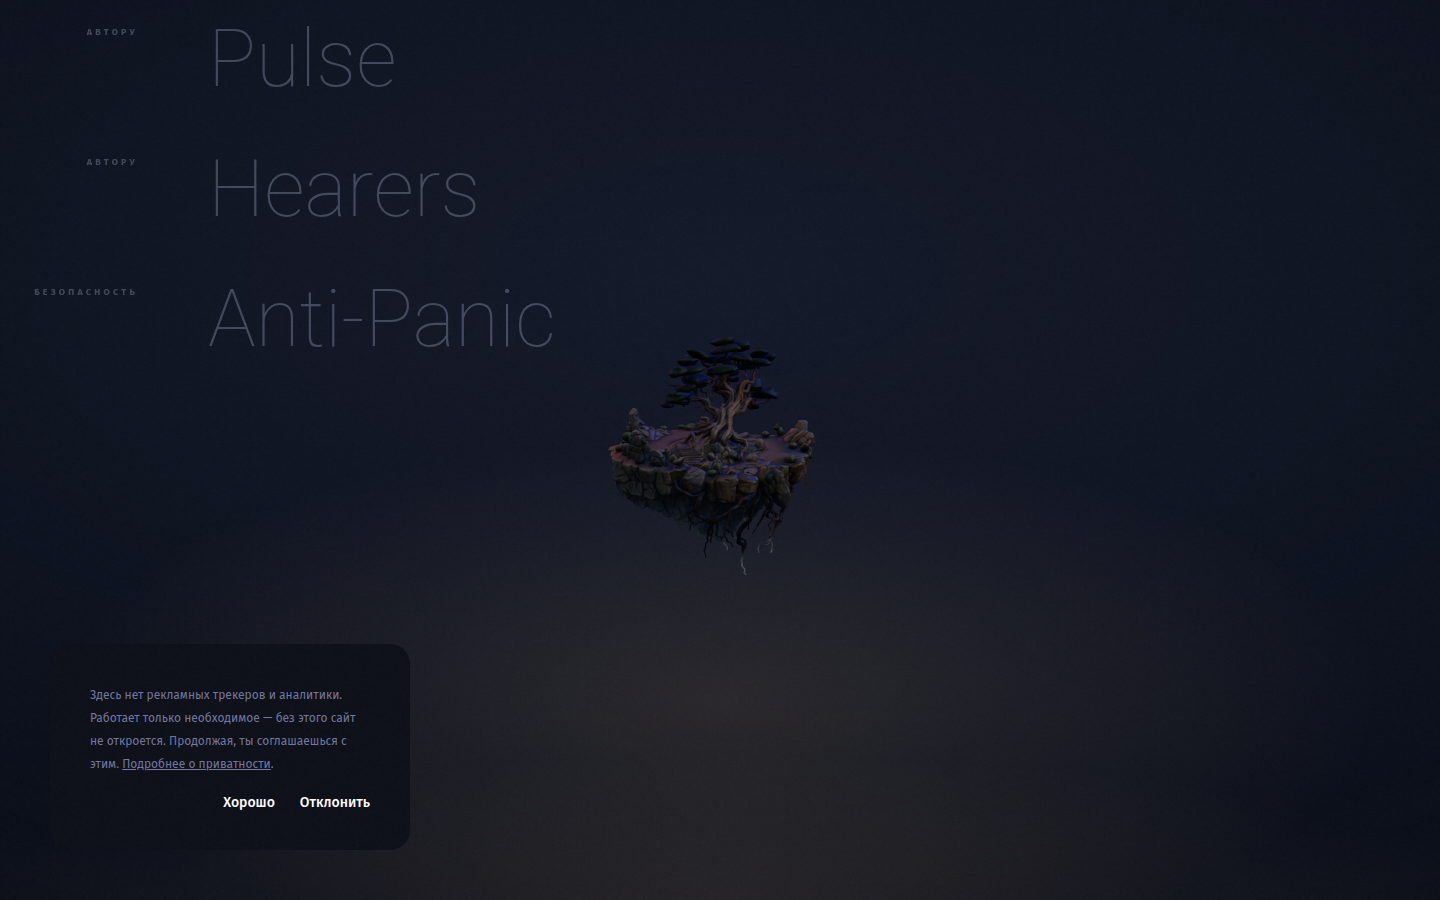 АВТОРУ
Pulse
АВТОРУ
Hearers
БЕЗОПАСНОСТЬ
Anti-Panic
Здесь нет рекламных трекеров и аналитики.
Работает только необходимое — без этого сайт
не откроется. Продолжая, ты соглашаешься с
этим. Подробнее о приватности.
Хорошо Отклонить